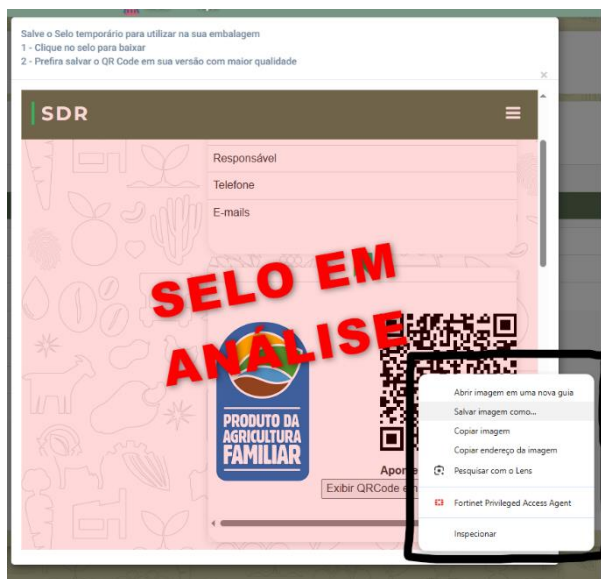 Salve o Selo temporário para utilizar na sua embalagem
1 - Clique no selo para baixar
2 - Prefira salvar o QR Code em sua versão com maior qualidade
×
SDR
Responsável
Telefone
E-mails
SELO EM
ANÁLISE
PRODUTO DA
AGRICULTURA
FAMILIAR
Exibir QRCode
Abrir imagem em uma nova guia
Salvar imagem como...
Copiar imagem
Copiar endereço da imagem
Pesquisar com o Lens
Fortinet Privileged Access Agent
Inspecionar